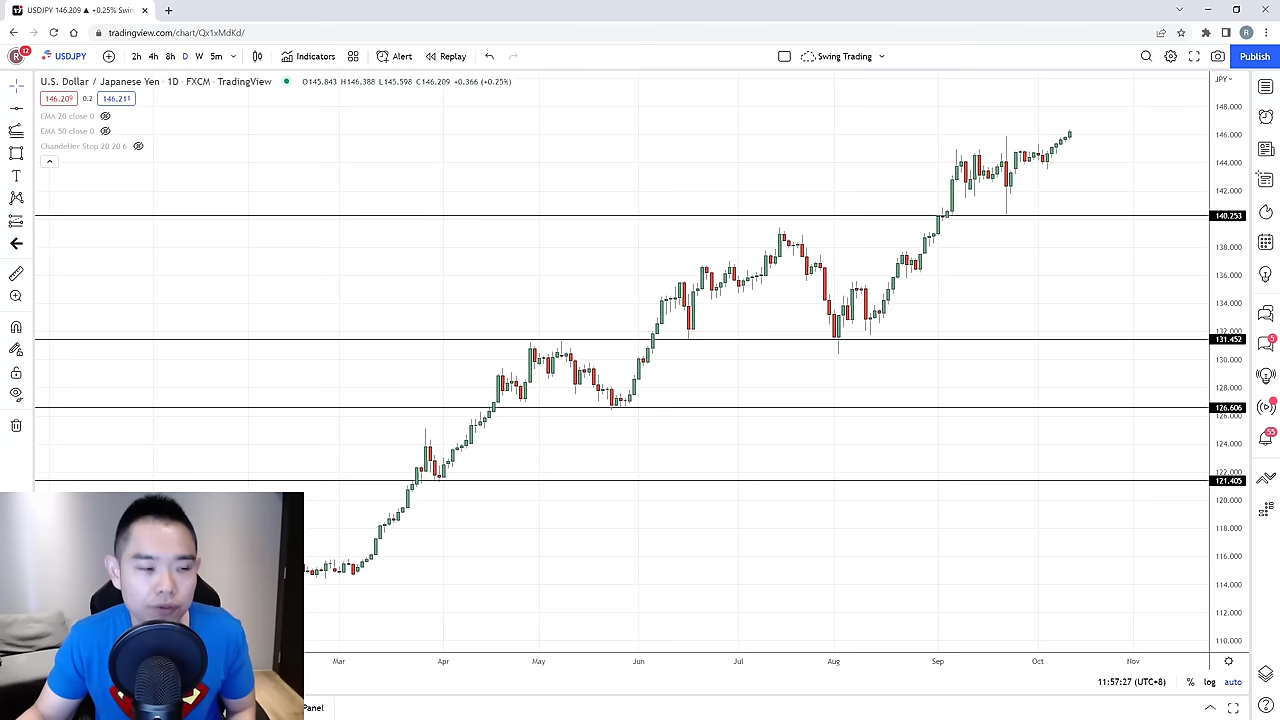 USDJPY 146.209 ▲ +0.25% Swin
tradingview.com/chart/Qx1xMdKd/
R
R
12
USDJPY
2h 4h 8h D W 5m
Indicators
Alert
Replay
Swing Trading
Publish
U.S. Dollar / Japanese Yen · 1D · FXCM · TradingView
O145.843 H146.388 L145.598 C146.209 +0.366 (+0.25%)
JPY
146.209 0.2 146.211
EMA 20 close 0
EMA 50 close 0
Chandelier Stop 20 20 6
148.000
146.000
144.000
142.000
140.253
138.000
136.000
134.000
132.000
131.452
130.000
128.000
126.606
126.000
124.000
122.000
121.405
120.000
118.000
116.000
114.000
112.000
110.000
5
55
Mar Apr May Jun Jul Aug Sep Oct Nov
11:57:27 (UTC+8) % log auto
Panel